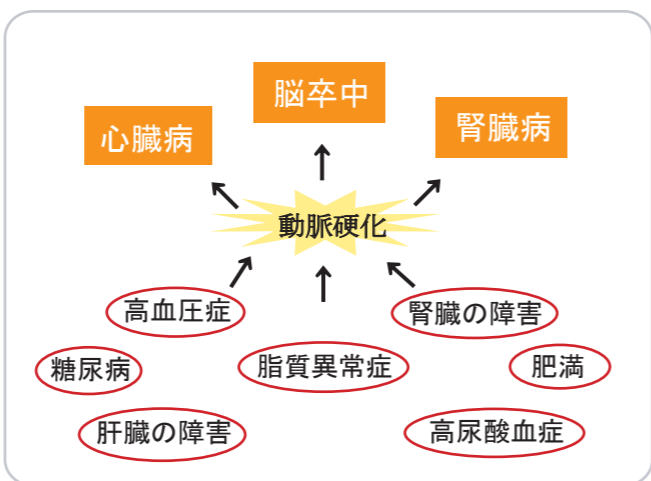 脳卒中
心臓病
腎臓病
動脈硬化
高血圧症
腎臓の障害
糖尿病
脂質異常症
肥満
肝臓の障害
高尿酸血症